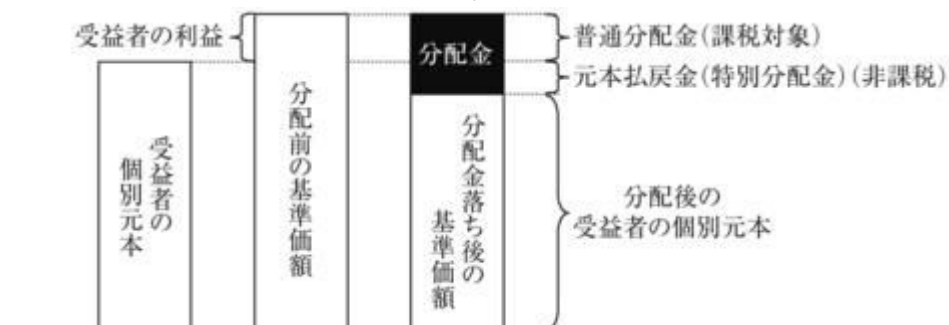 受益者の利益
分配金
普通分配金(課税対象)
元本払戻金(特別分配金)(非課税)
受益者の
個別元本
分配前の基準価額
分配金落ち後の
基準価額
分配後の
受益者の個別元本